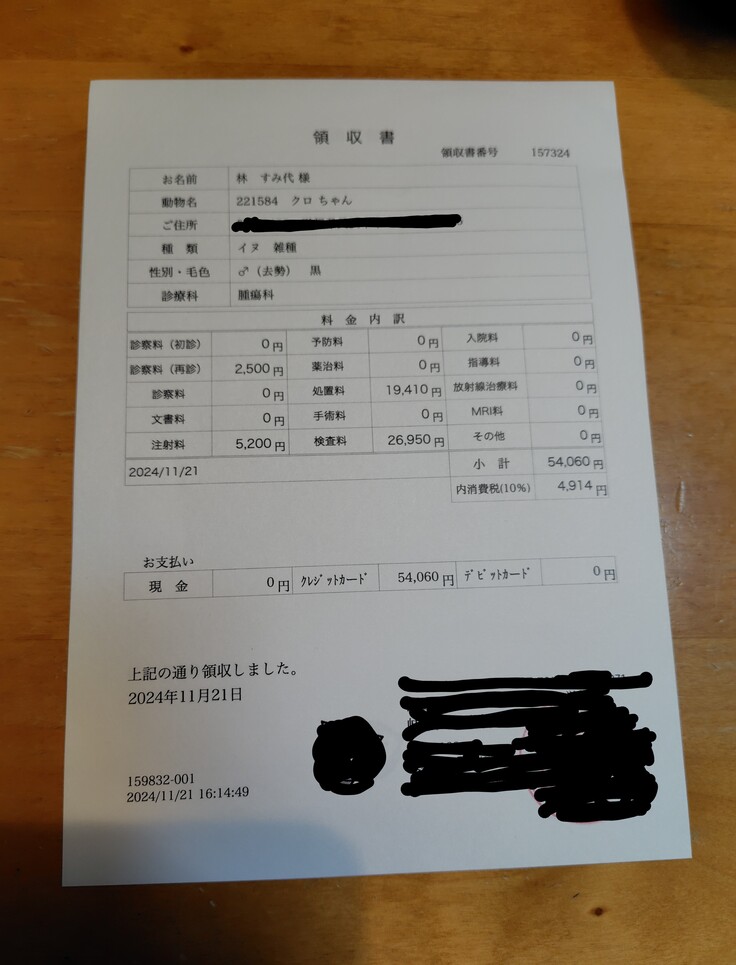 領 収 書
領収書番号 157324
お名前 林 すみ代 様
動物名 221584 クロ ちゃん
ご住所
種 類 イヌ 雑種
性別・毛色 ♂（去勢） 黒
診療科 腫瘍科
料 金 内 訳
診察料（初診） 0円 予防料 0円 入院料 0円
診察料（再診） 2,500円 薬治料 0円 指導料 0円
診察料 0円 処置料 19,410円 放射線治療料 0円
文書料 0円 手術料 0円 MRI料 0円
注射料 5,200円 検査料 26,950円 その他 0円
2024/11/21 小 計 54,060円
内消費税(10%) 4,914円
お支払い
現 金 0円 ｸﾚｼﾞｯﾄｶｰﾄﾞ 54,060円 ﾃﾞﾋﾞｯﾄｶｰﾄﾞ 0円
上記の通り領収しました。
2024年11月21日
159832-001
2024/11/21 16:14:49